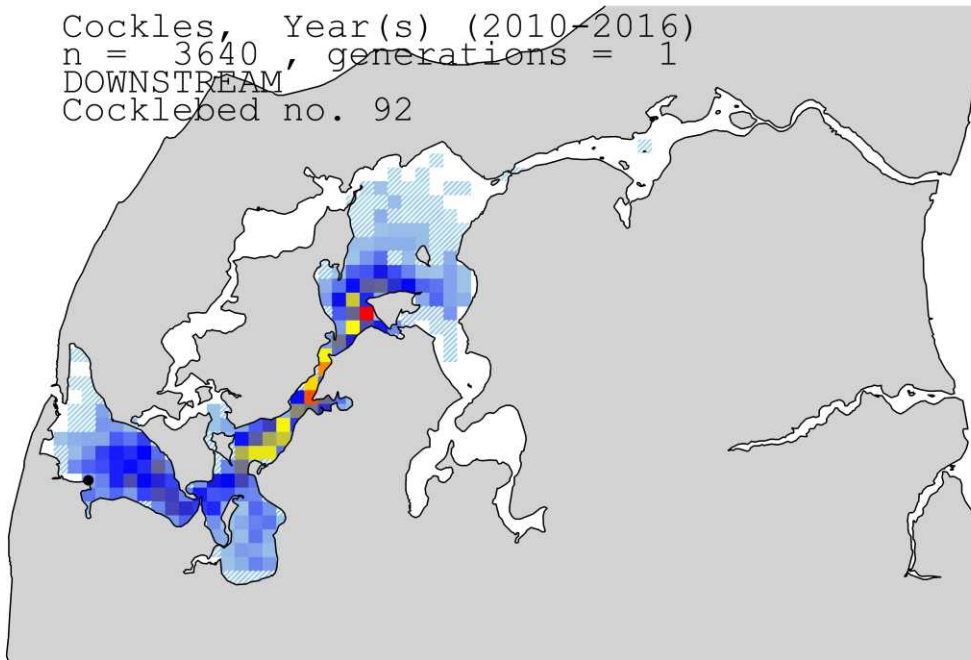 Cockles, Year(s) (2010-2016)
n = 3640 , generations = 1
DOWNSTREAM
Cocklebed no. 92